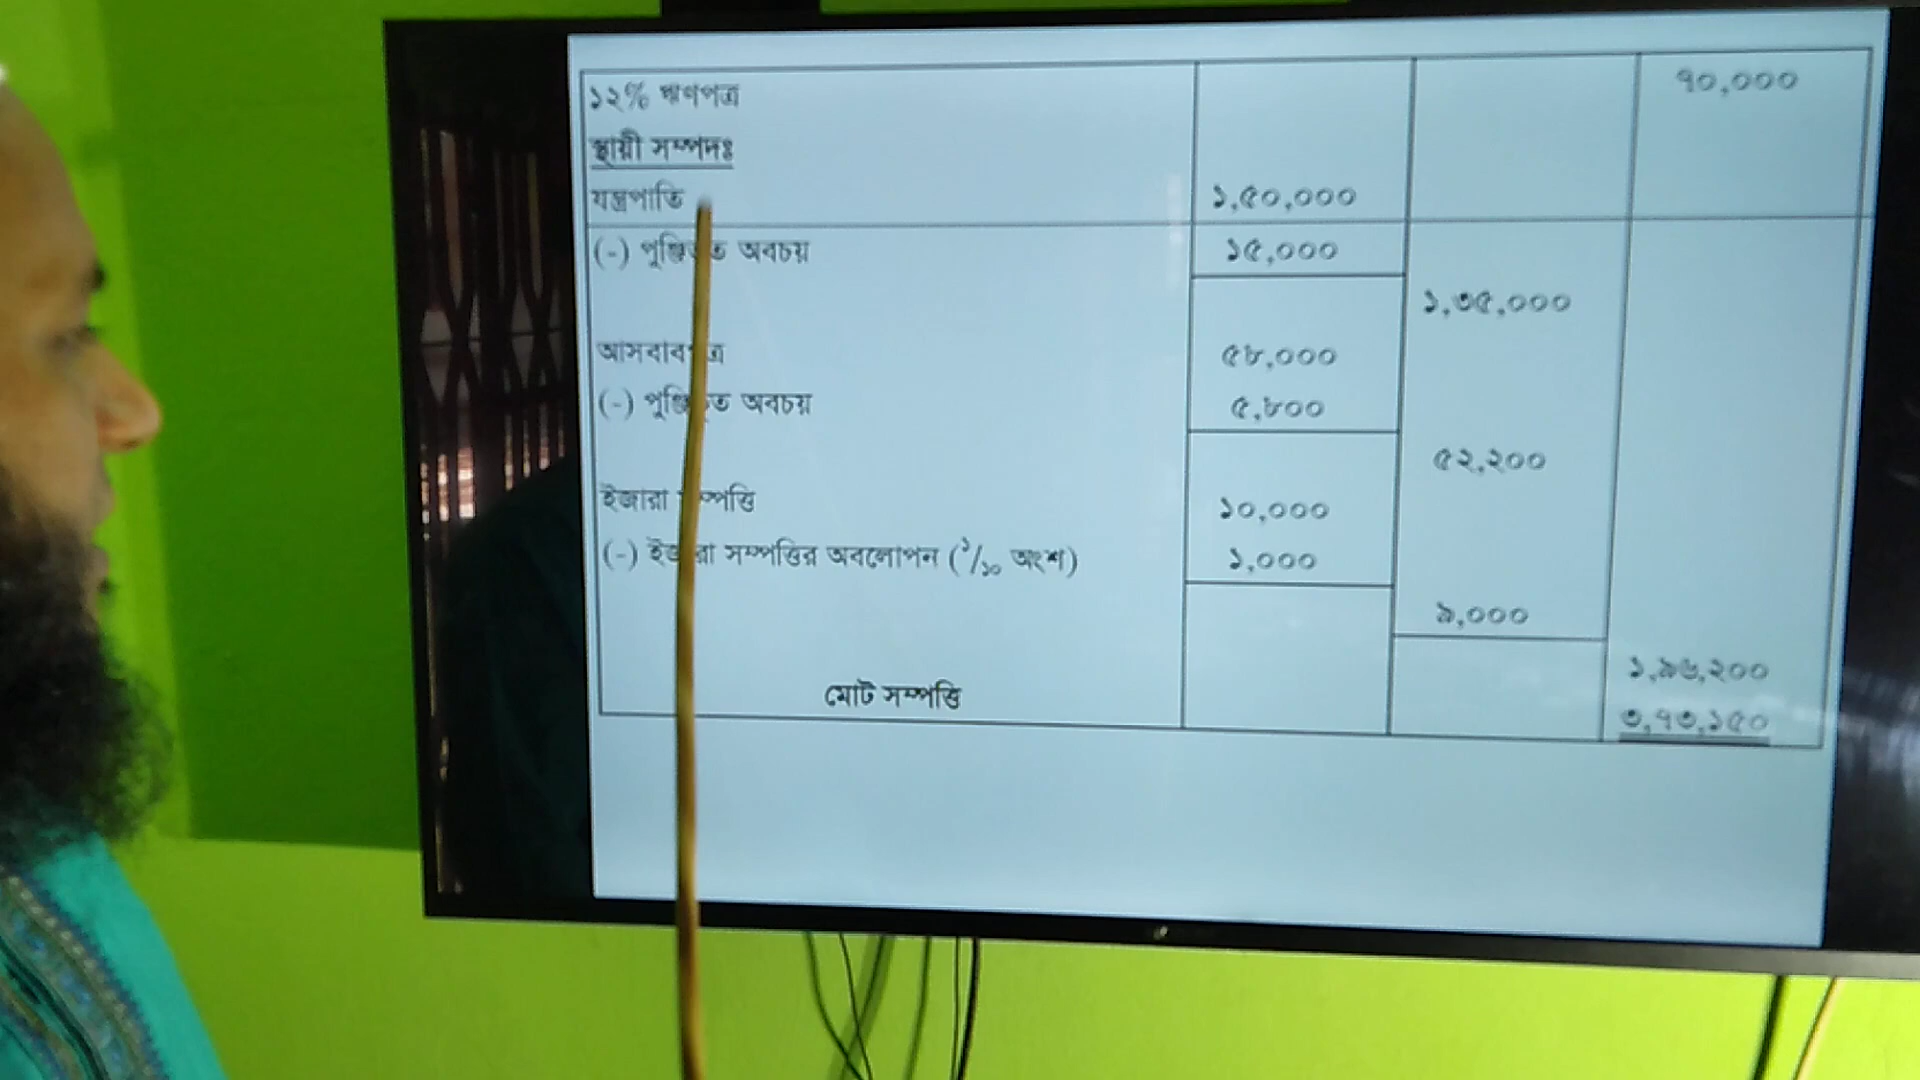 ১২% ঋণপত্র ৭০,০০০
স্থায়ী সম্পদঃ
যন্ত্রপাতি ১,৫০,০০০
(-) পুঞ্জিভূত অবচয় ১৫,০০০
১,৩৫,০০০
আসবাবপত্র ৫৮,০০০
(-) পুঞ্জিভূত অবচয় ৫,৮০০
৫২,২০০
ইজারা সম্পত্তি ১০,০০০
(-) ইজারা সম্পত্তির অবলোপন (১/১০ অংশ) ১,০০০
৯,০০০
১,৯৬,২০০
মোট সম্পত্তি ৩,৭৩,১৫০